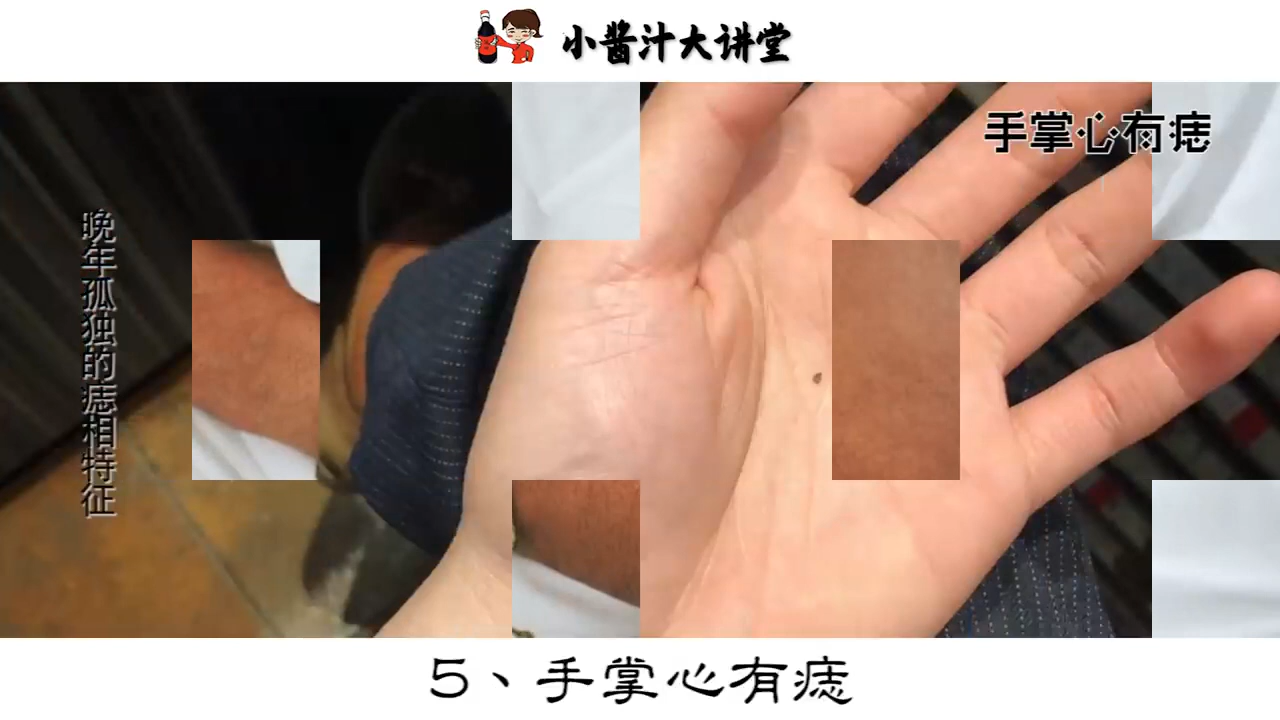 小酱汁大讲堂
手掌心有痣
晚年孤独的痣相特征
5、手掌心有痣